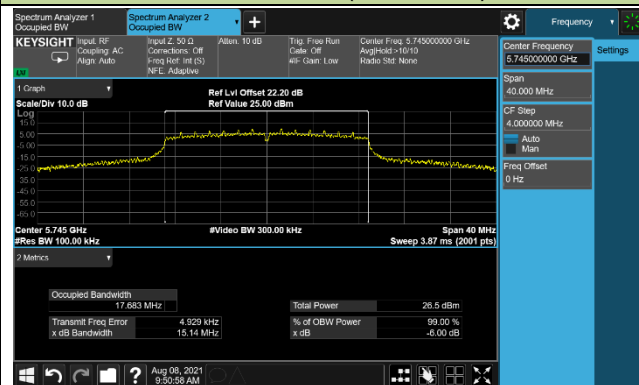 Spectrum Analyzer 1
Occupied BW
Spectrum Analyzer 2
Occupied BW
+
Frequency
KEYSIGHT
Input: RF
Coupling: AC
Align: Auto
Input Z: 50 Ω
Corrections: Off
Freq Ref: Int (S)
NFE: Adaptive
Atten: 10 dB
Trig: Free Run
Gate: Off
#IF Gain: Low
Center Freq: 5.745000000 GHz
Avg|Hold:>10/10
Radio Std: None
Center Frequency
5.745000000 GHz
Settings
Span
40.000 MHz
CF Step
4.000000 MHz
Auto
Man
Freq Offset
0 Hz
1 Graph
Scale/Div 10.0 dB
Ref Lvl Offset 22.20 dB
Ref Value 25.00 dBm
Log
15.0
5.00
-5.00
-15.0
-25.0
-35.0
-45.0
-55.0
-65.0
Center 5.745 GHz
#Res BW 100.00 kHz
#Video BW 300.00 kHz
Span 40 MHz
Sweep 3.87 ms (2001 pts)
2 Metrics
Occupied Bandwidth
17.683 MHz
Total Power 26.5 dBm
Transmit Freq Error 4.929 kHz
% of OBW Power 99.00 %
x dB Bandwidth 15.14 MHz
x dB -6.00 dB
?
Aug 08, 2021
9:50:58 AM